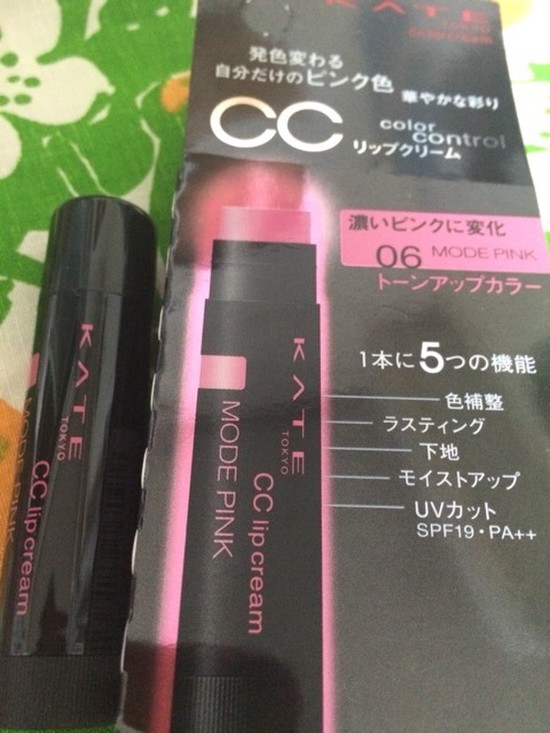 KATE
TOKYO
発色変わる
自分だけのピンク色
華やかな彩り
CC
color
control
リップクリーム
濃いピンクに変化
06 MODE PINK
トーンアップカラー
1本に5つの機能
色補整
ラスティング
下地
モイストアップ
UVカット
SPF19・PA++
KATE
TOKYO
CC lip cream
MODE PINK
KATE
TOKYO
CC lip cream
MODE PINK